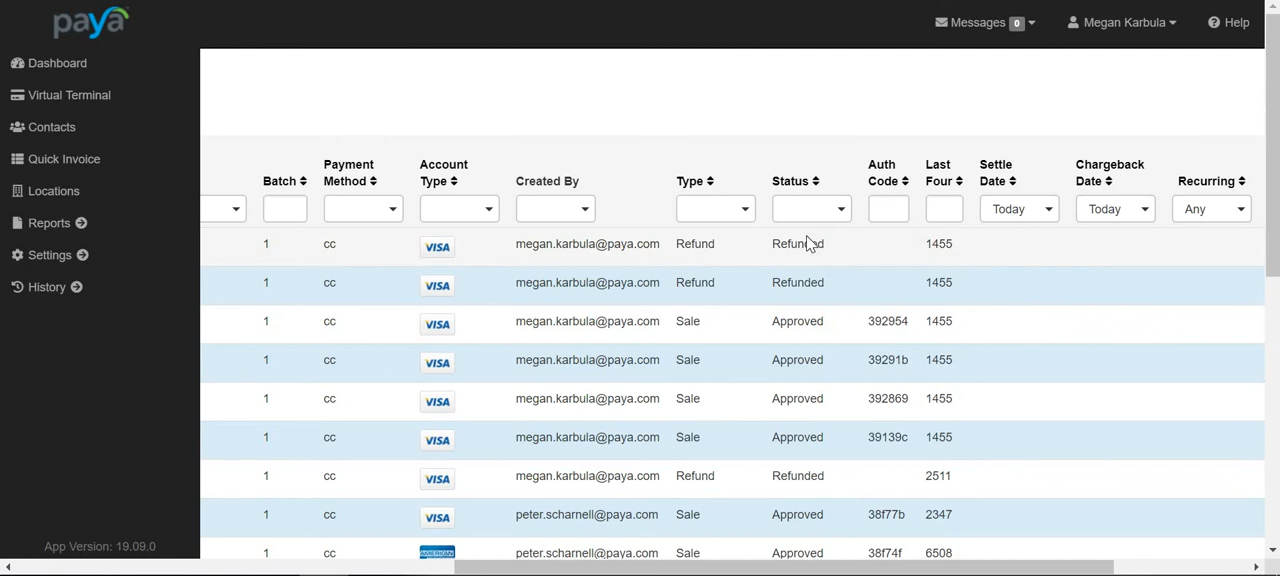 paya
Messages 0
Megan Karbula
Help
Dashboard
Virtual Terminal
Contacts
Quick Invoice
Locations
Reports
Settings
History
App Version: 19.09.0
Batch
Payment Method
Account Type
Created By
Type
Status
Auth Code
Last Four
Settle Date
Chargeback Date
Recurring
Today Today Any
1 cc VISA megan.karbula@paya.com Refund Refunded 1455
1 cc VISA megan.karbula@paya.com Refund Refunded 1455
1 cc VISA megan.karbula@paya.com Sale Approved 392954 1455
1 cc VISA megan.karbula@paya.com Sale Approved 39291b 1455
1 cc VISA megan.karbula@paya.com Sale Approved 392869 1455
1 cc VISA megan.karbula@paya.com Sale Approved 39139c 1455
1 cc VISA megan.karbula@paya.com Refund Refunded 2511
1 cc VISA peter.scharnell@paya.com Sale Approved 38f77b 2347
1 cc AMERICAN peter.scharnell@paya.com Sale Approved 38f74f 6508